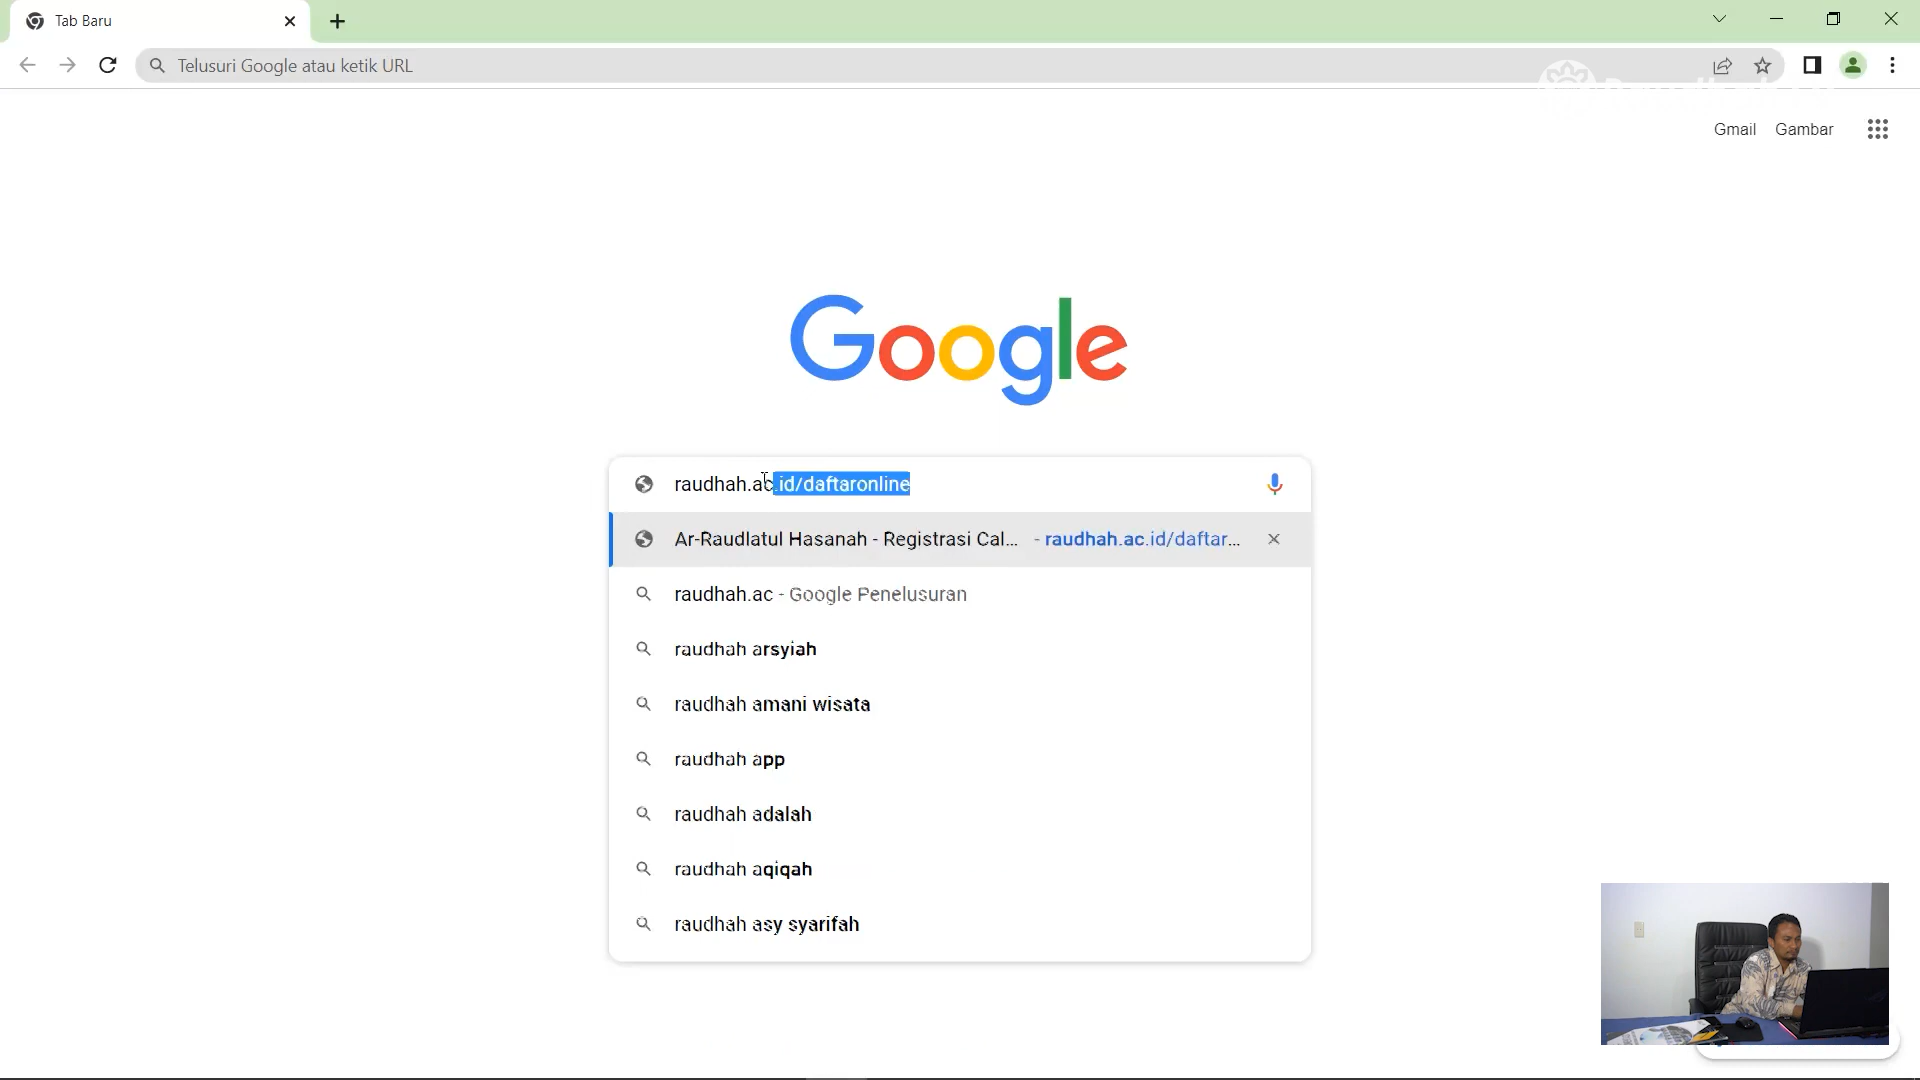 Tab Baru
Telusuri Google atau ketik URL
Gmail Gambar
Google
raudhah.ac.id/daftaronline
Ar-Raudlatul Hasanah - Registrasi Cal... - raudhah.ac.id/daftar...
raudhah.ac - Google Penelusuran
raudhah arsyiah
raudhah amani wisata
raudhah app
raudhah adalah
raudhah aqiqah
raudhah asy syarifah